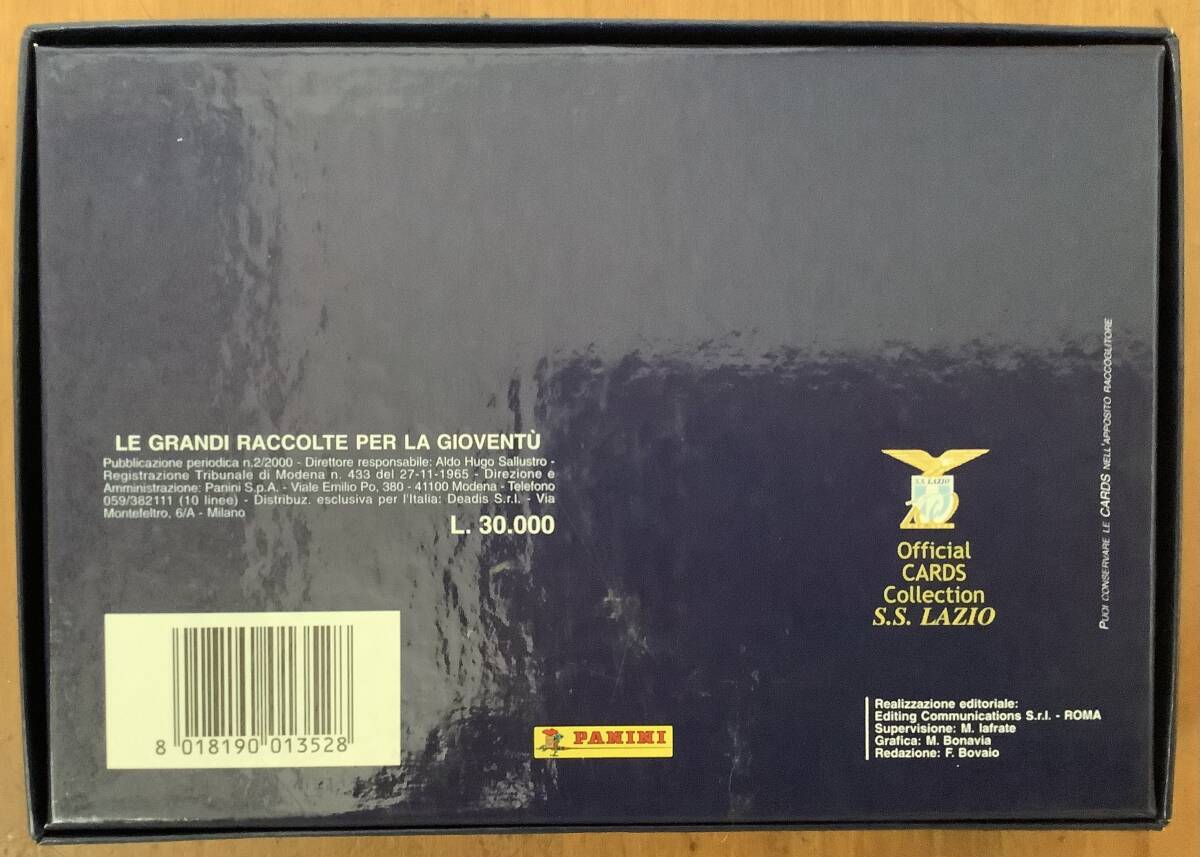 LE GRANDI RACCOLTE PER LA GIOVENTÙ
Pubblicazione periodica n.2/2000 - Direttore responsabile: Aldo Hugo Sallustro -
Registrazione Tribunale di Modena n. 433 del 27-11-1965 - Direzione e
Amministrazione: Panini S.p.A. - Viale Emilio Po, 380 - 41100 Modena - Telefono
059/382111 (10 linee) - Distribuz. esclusiva per l'Italia: Deadis S.r.l. - Via
Montefeltro, 6/A - Milano
L. 30.000
8 018190 013528
PANINI
S.S. LAZIO
Official
CARDS
Collection
S.S. LAZIO
Realizzazione editoriale:
Editing Communications S.r.l. - ROMA
Supervisione: M. Iafrate
Grafica: M. Bonavia
Redazione: F. Bovaio
PUOI CONSERVARE LE CARDS NELL'APPOSITO RACCOGLITORE